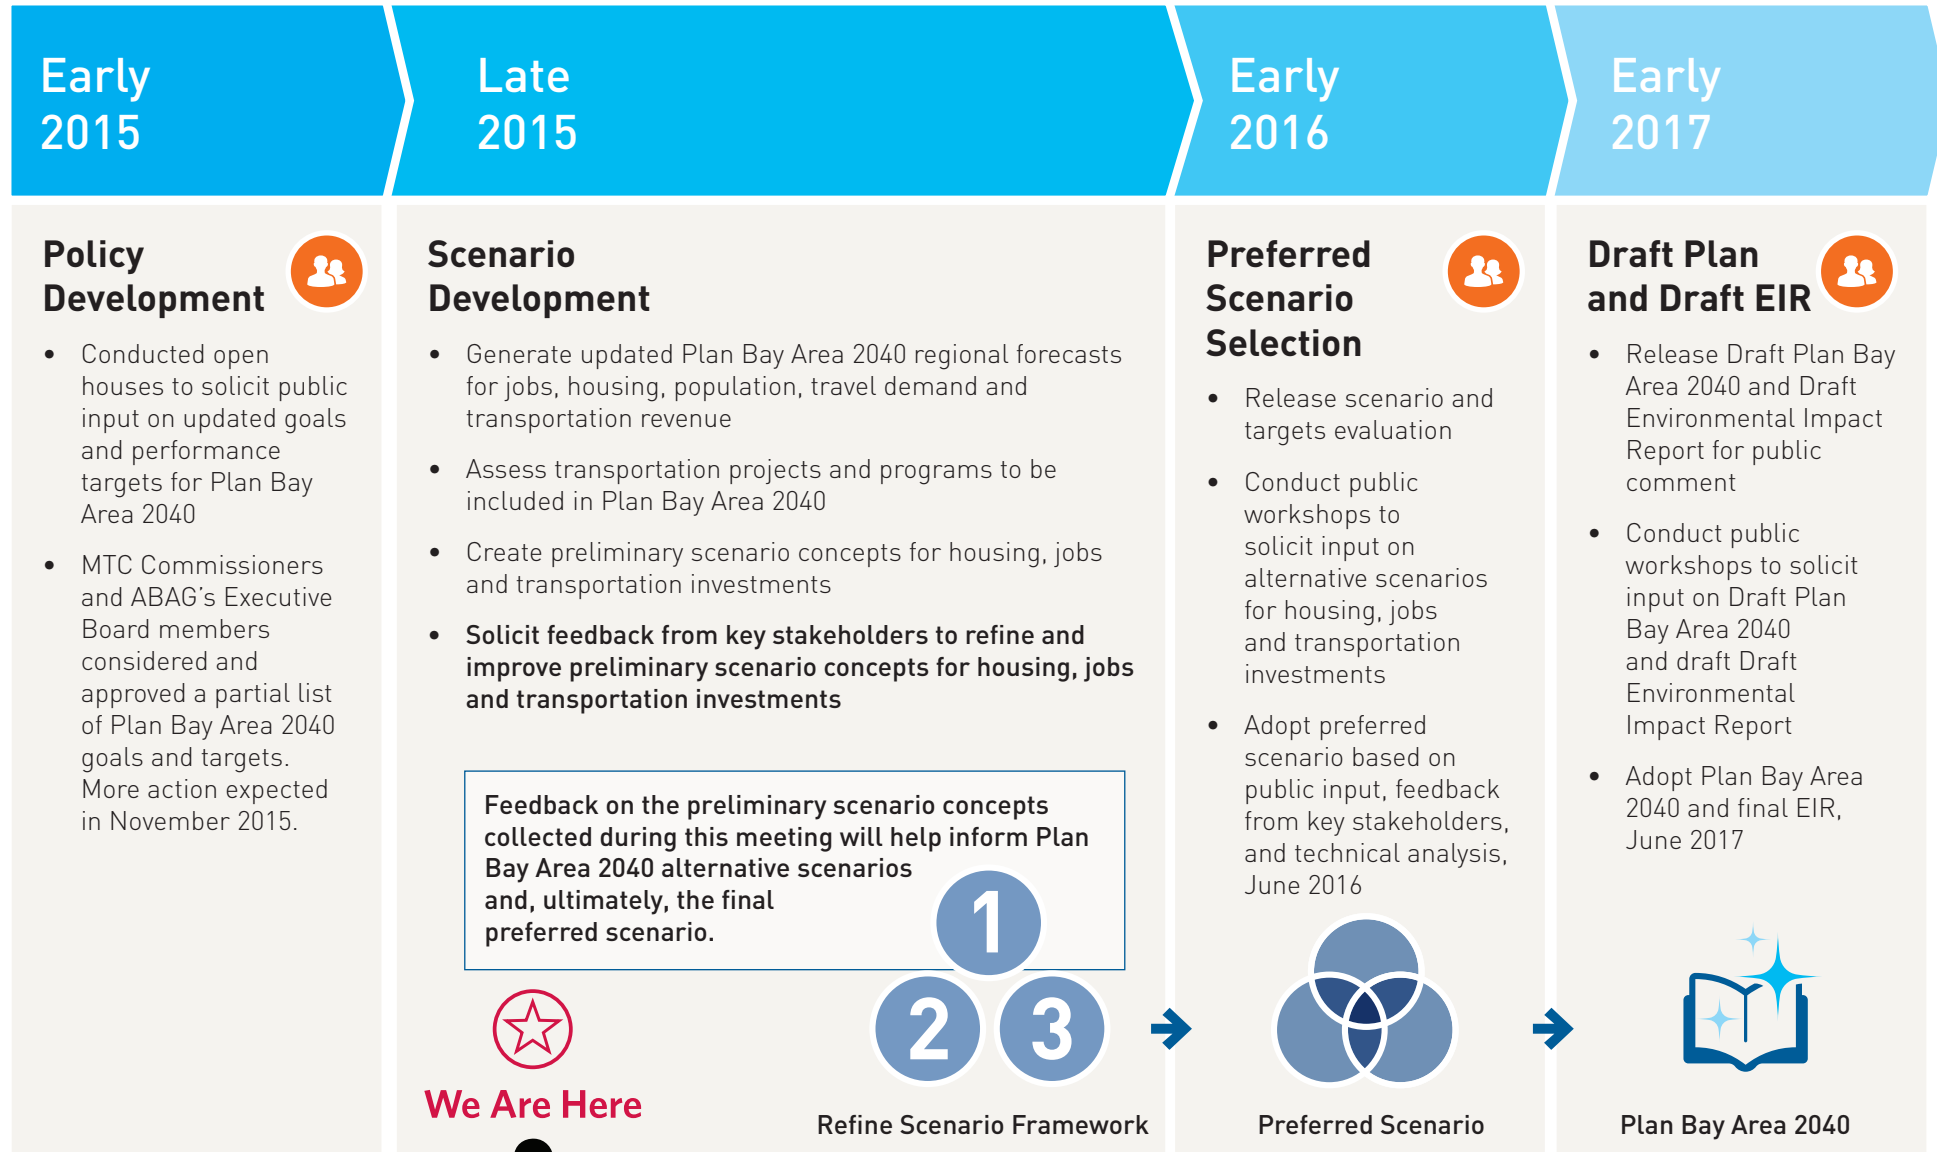 Early
2015
Late
2015
Early
2016
Early
2017
Policy
Development
• Conducted open
houses to solicit public
input on updated goals
and performance
targets for Plan Bay
Area 2040
• MTC Commissioners
and ABAG’s Executive
Board members
considered and
approved a partial list
of Plan Bay Area 2040
goals and targets.
More action expected
in November 2015.
Scenario
Development
• Generate updated Plan Bay Area 2040 regional forecasts
for jobs, housing, population, travel demand and
transportation revenue
• Assess transportation projects and programs to be
included in Plan Bay Area 2040
• Create preliminary scenario concepts for housing, jobs
and transportation investments
• Solicit feedback from key stakeholders to refine and
improve preliminary scenario concepts for housing, jobs
and transportation investments
Feedback on the preliminary scenario concepts
collected during this meeting will help inform Plan
Bay Area 2040 alternative scenarios
and, ultimately, the final
preferred scenario.
1
2 3
We Are Here
Refine Scenario Framework
Preferred
Scenario
Selection
• Release scenario and
targets evaluation
• Conduct public
workshops to
solicit input on
alternative scenarios
for housing, jobs
and transportation
investments
• Adopt preferred
scenario based on
public input, feedback
from key stakeholders,
and technical analysis,
June 2016
Preferred Scenario
Draft Plan
and Draft EIR
• Release Draft Plan Bay
Area 2040 and Draft
Environmental Impact
Report for public
comment
• Conduct public
workshops to solicit
input on Draft Plan
Bay Area 2040
and draft Draft
Environmental
Impact Report
• Adopt Plan Bay Area
2040 and final EIR,
June 2017
Plan Bay Area 2040